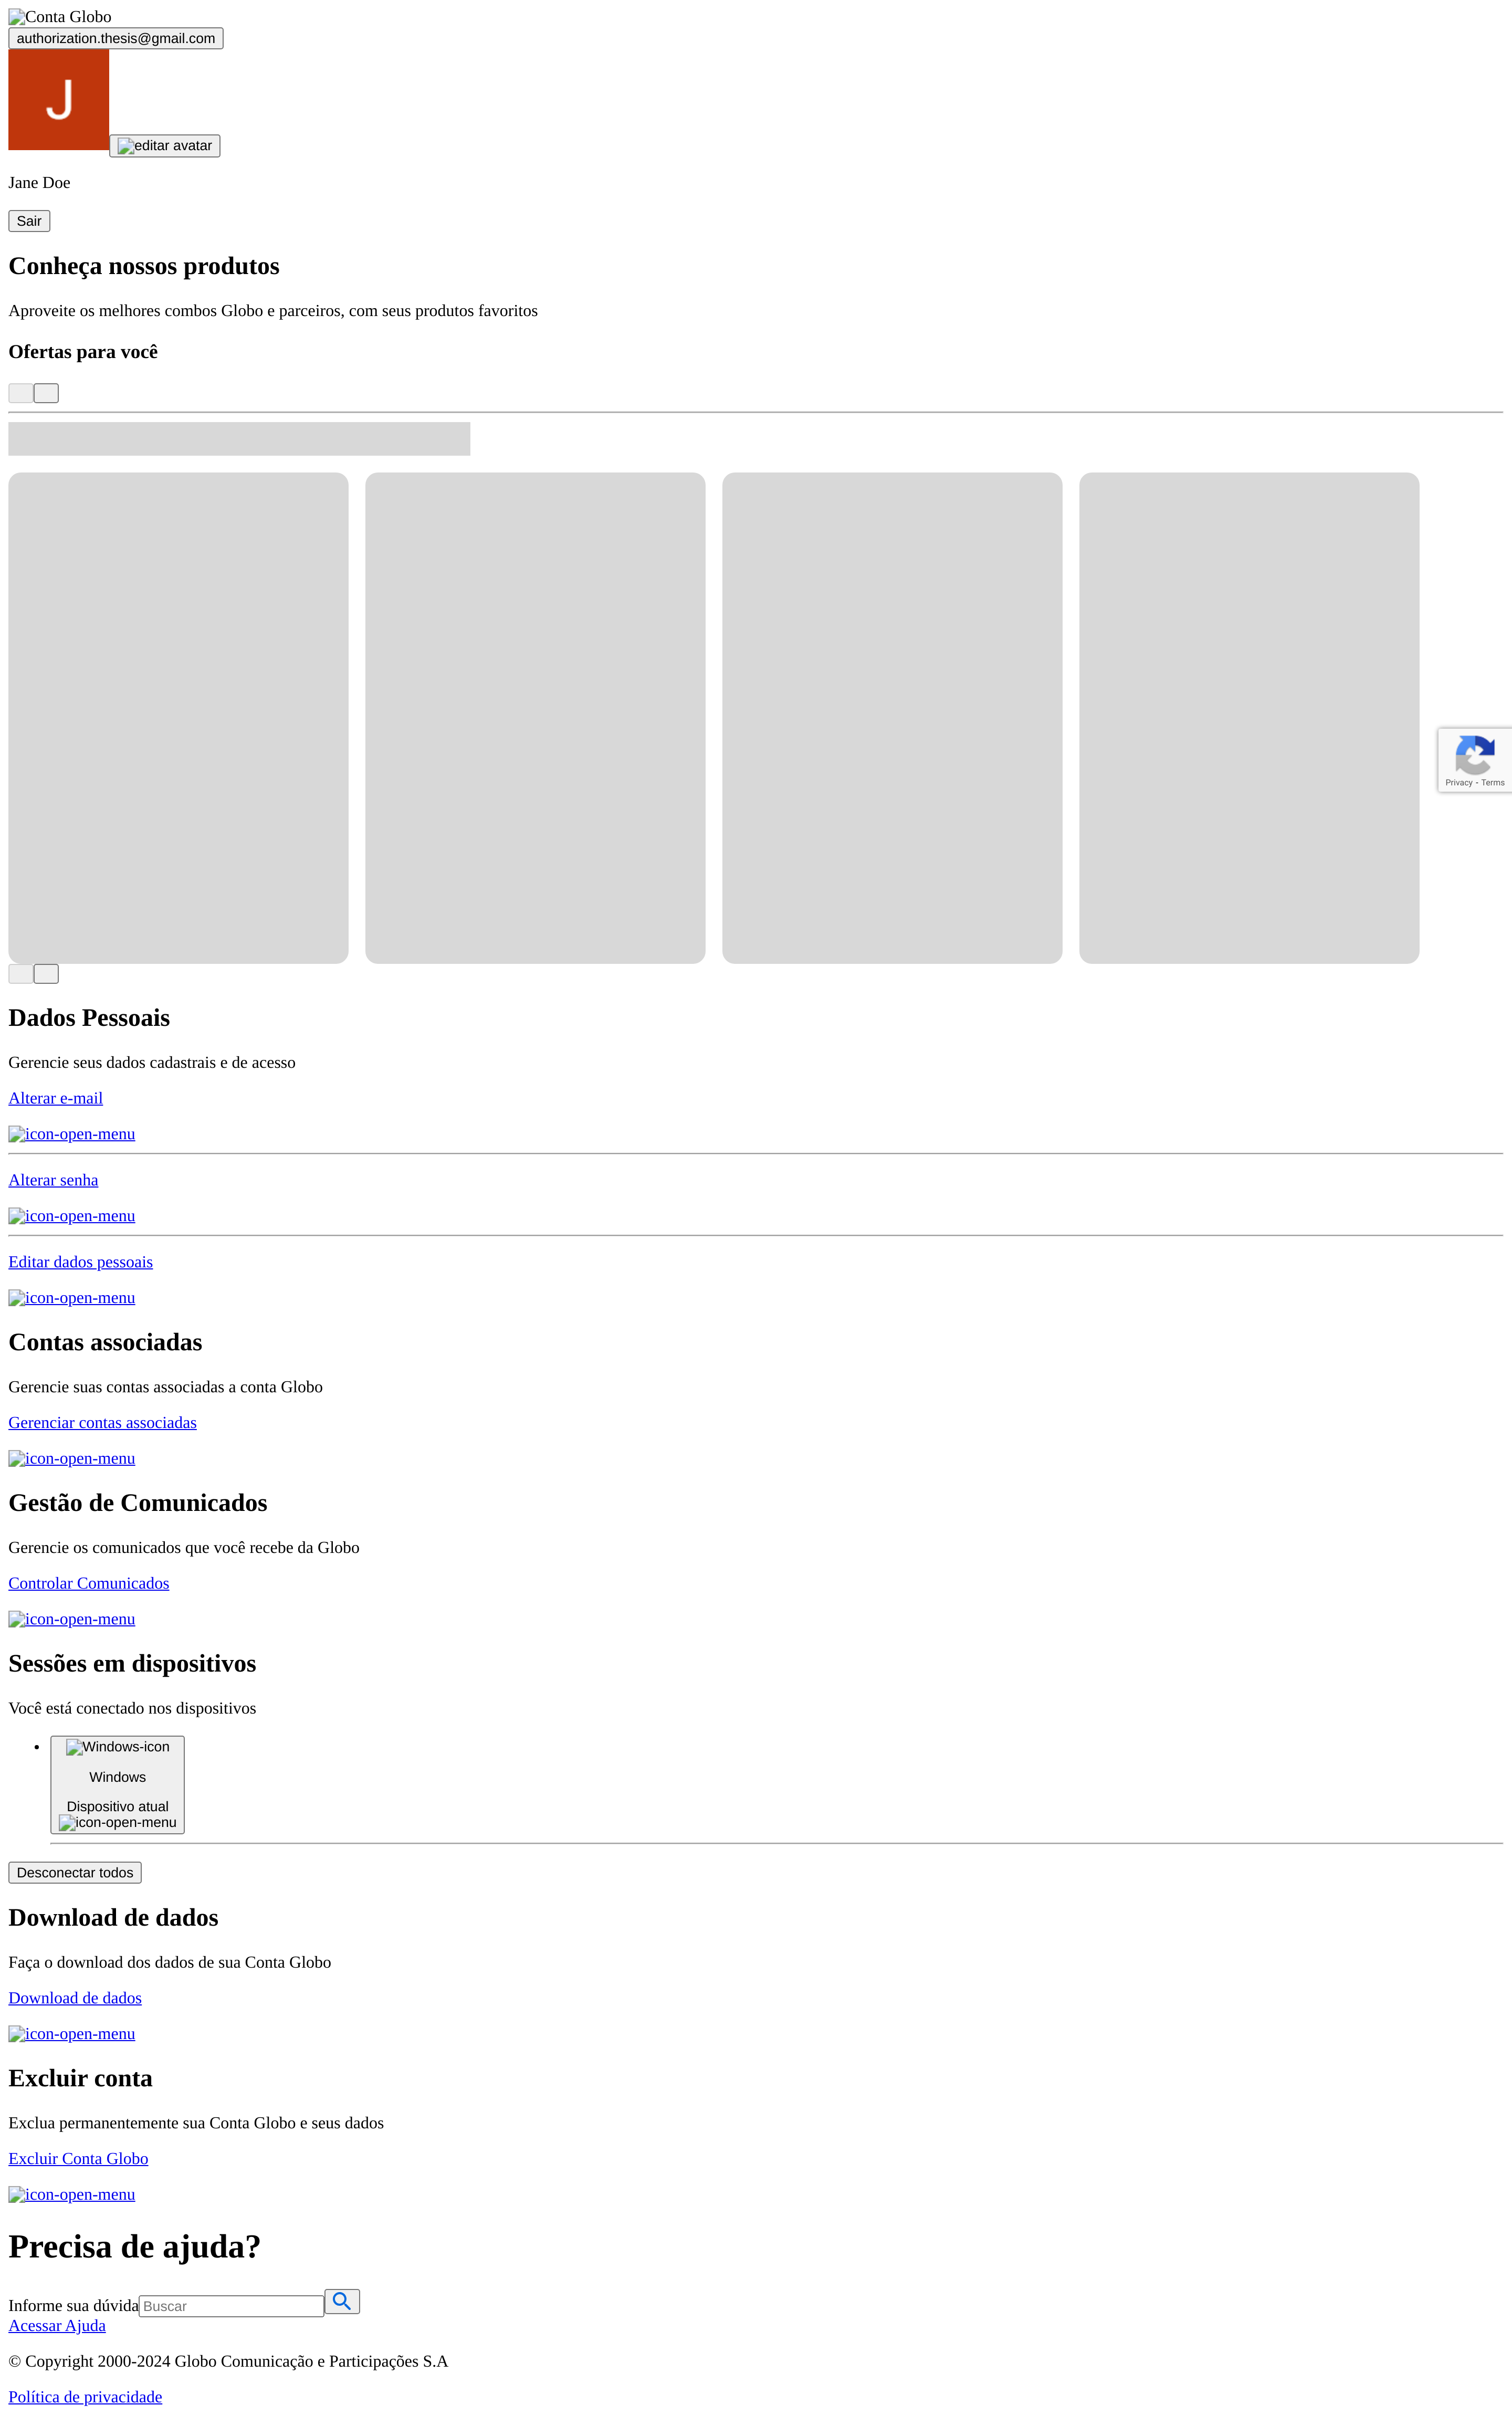 Conta Globo
authorization.thesis@gmail.com
J
editar avatar
Jane Doe
Sair
Conheça nossos produtos
Aproveite os melhores combos Globo e parceiros, com seus produtos favoritos
Ofertas para você
Privacy - Terms
Dados Pessoais
Gerencie seus dados cadastrais e de acesso
Alterar e-mail
icon-open-menu
Alterar senha
icon-open-menu
Editar dados pessoais
icon-open-menu
Contas associadas
Gerencie suas contas associadas a conta Globo
Gerenciar contas associadas
icon-open-menu
Gestão de Comunicados
Gerencie os comunicados que você recebe da Globo
Controlar Comunicados
icon-open-menu
Sessões em dispositivos
Você está conectado nos dispositivos
Windows-icon
Windows
Dispositivo atual
icon-open-menu
Desconectar todos
Download de dados
Faça o download dos dados de sua Conta Globo
Download de dados
icon-open-menu
Excluir conta
Exclua permanentemente sua Conta Globo e seus dados
Excluir Conta Globo
icon-open-menu
Precisa de ajuda?
Informe sua dúvida Buscar
Acessar Ajuda
© Copyright 2000-2024 Globo Comunicação e Participações S.A
Política de privacidade